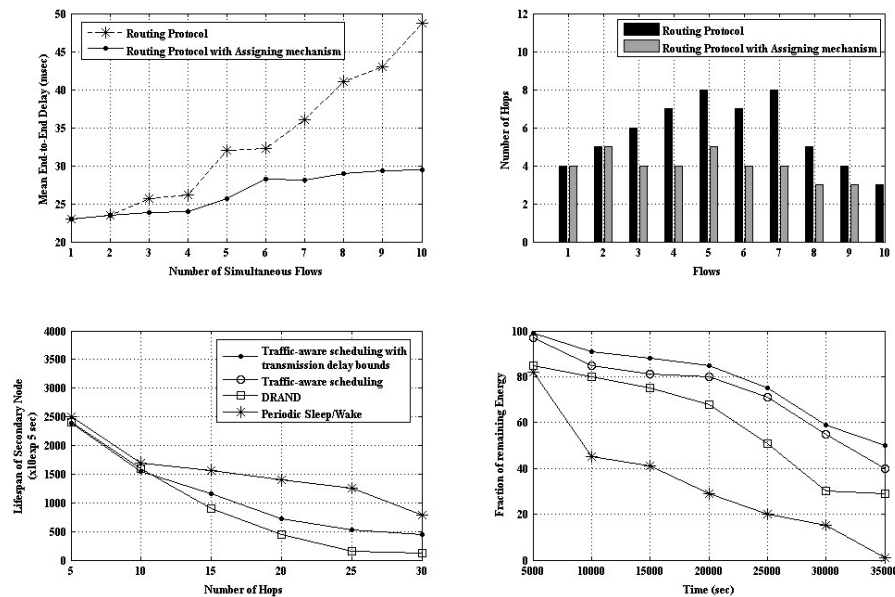 50
45
40
35
30
25
20
Mean End-to-End Delay (msec)
Routing Protocol
Routing Protocol with Assigning mechanism
1 2 3 4 5 6 7 8 9 10
Number of Simultaneous Flows
12
10
8
6
4
2
0
Number of Hops
Routing Protocol
Routing Protocol with Assigning mechanism
1 2 3 4 5 6 7 8 9 10
Flows
4000
3500
3000
2500
2000
1500
1000
500
0
Lifespan of Secondary Node
(x10exp 5 sec)
Traffic-aware scheduling with
transmission delay bounds
Traffic-aware scheduling
DRAND
Periodic Sleep/Wake
5 10 15 20 25 30
Number of Hops
100
80
60
40
20
0
Fraction of remaining Energy
5000 10000 15000 20000 25000 30000 35000
Time (sec)